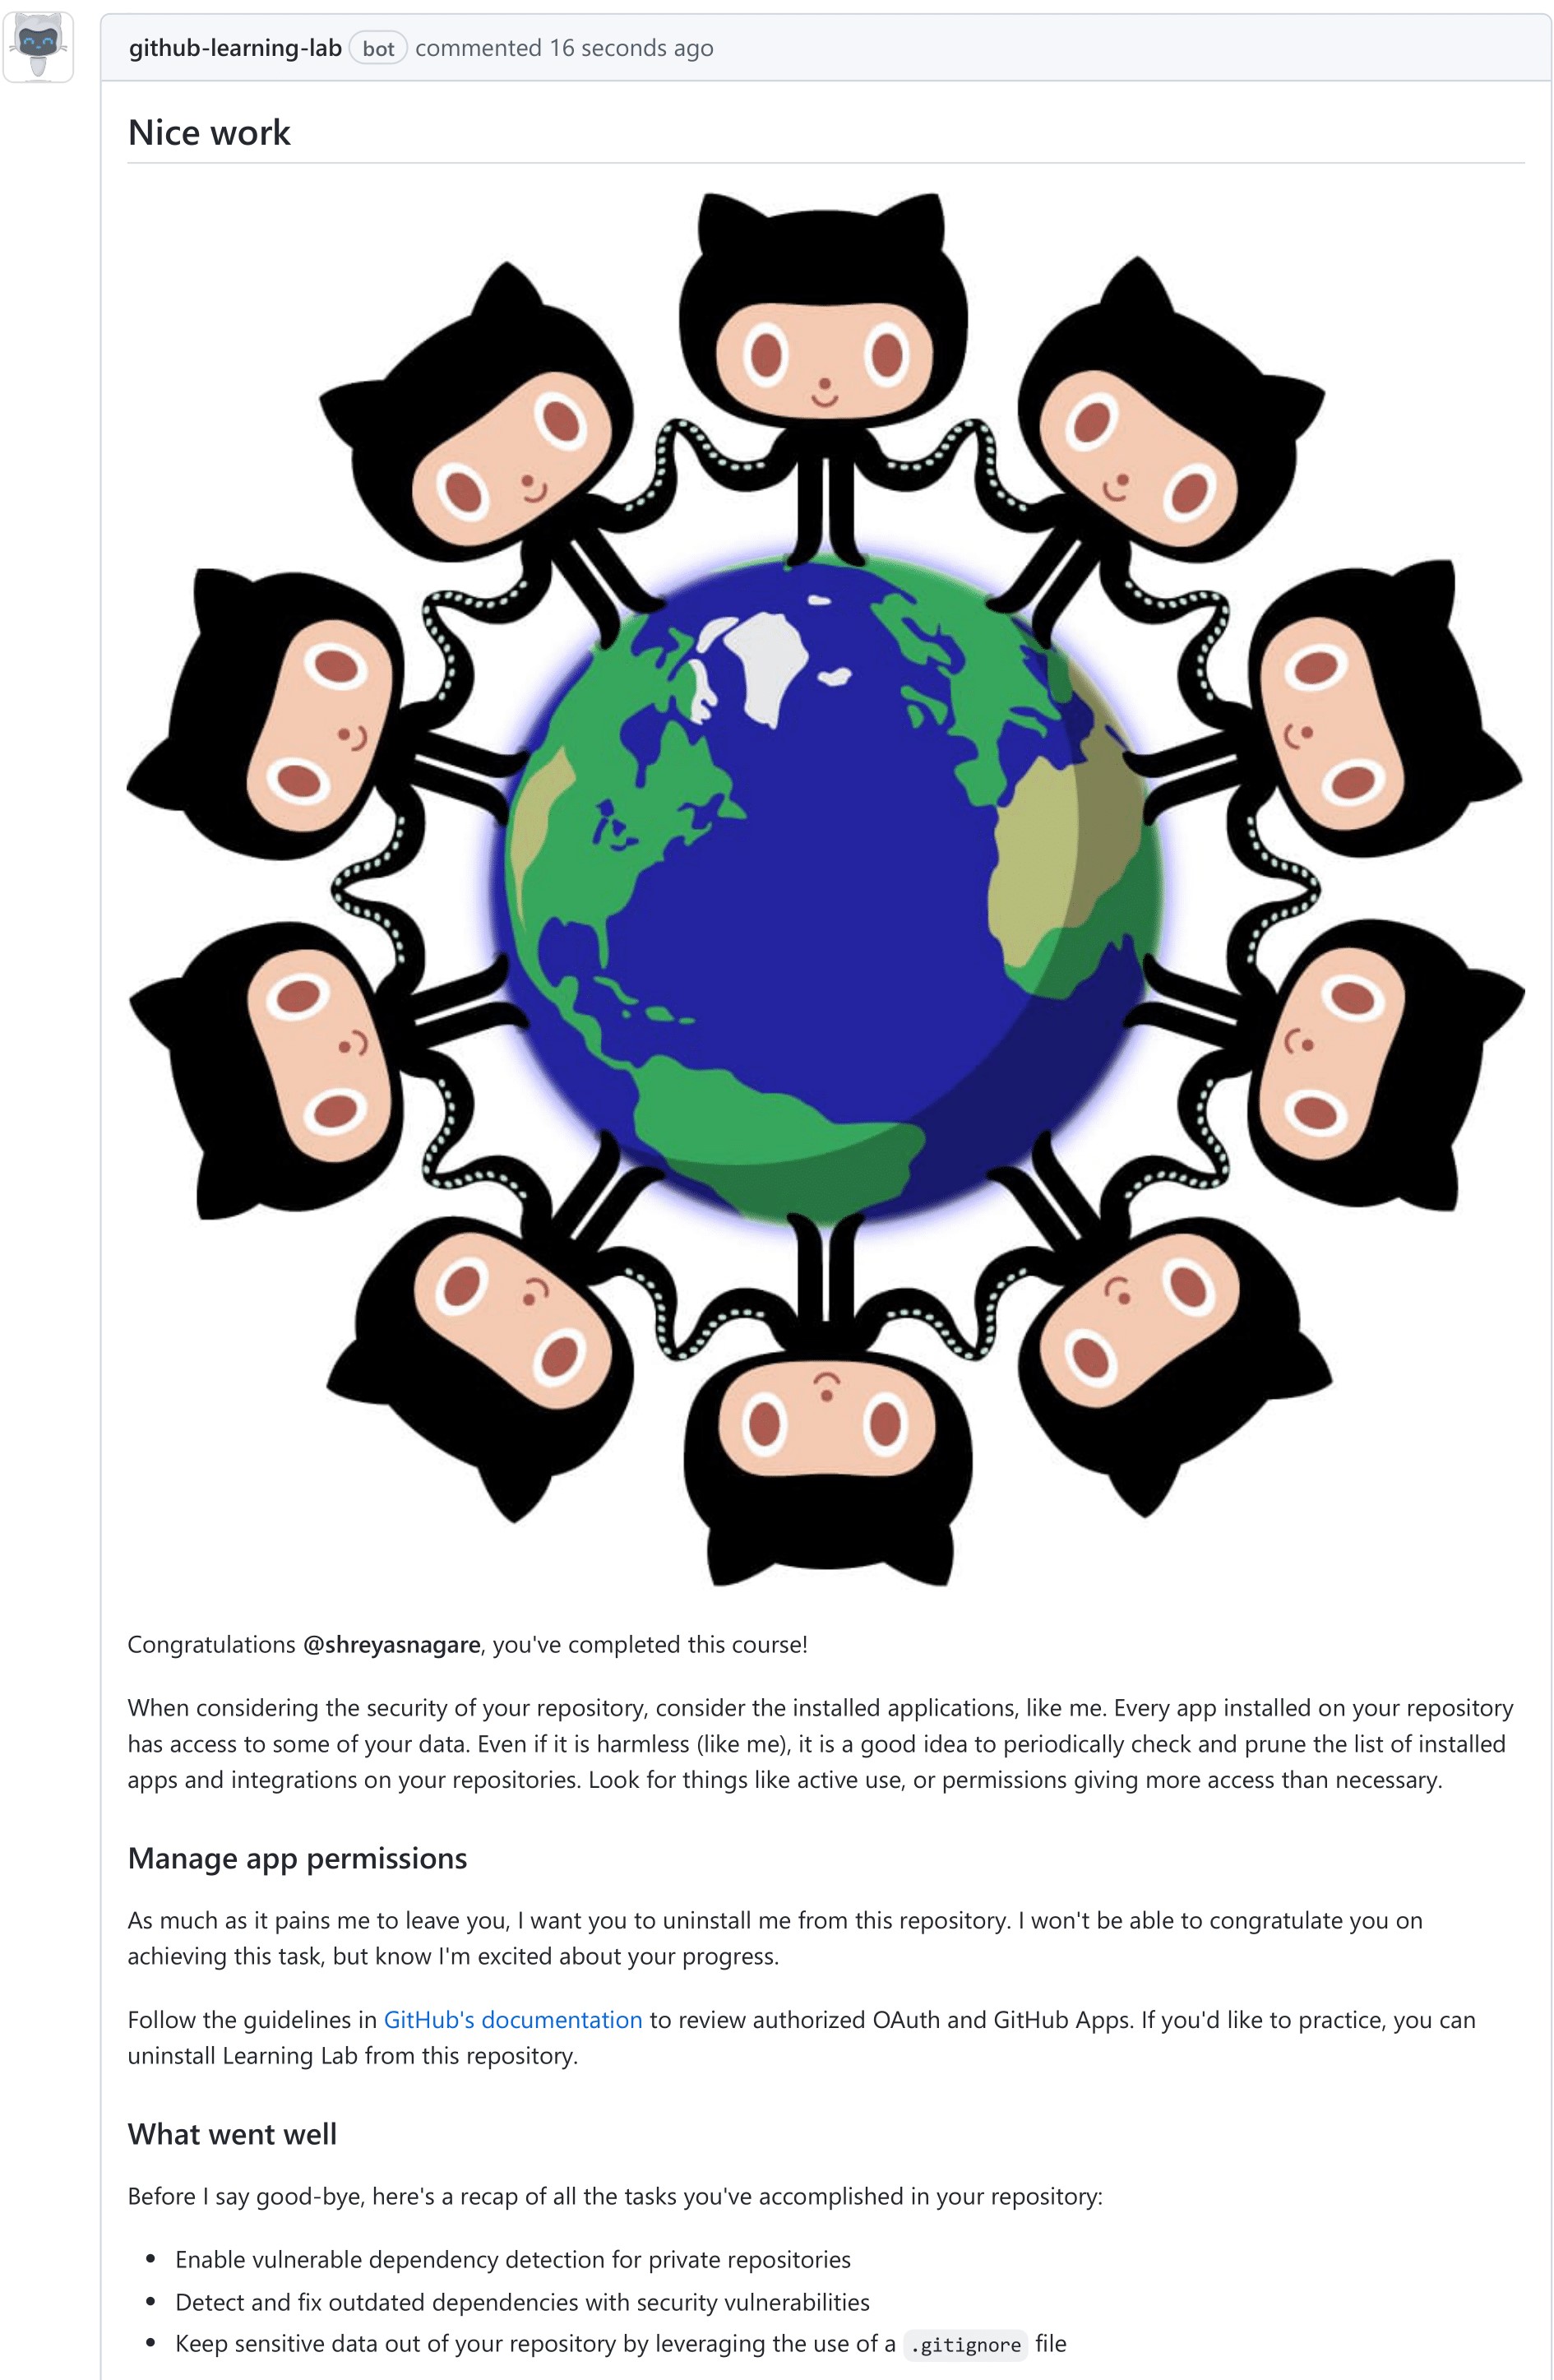 github-learning-lab bot commented 16 seconds ago
Nice work
Congratulations @shreyasnagare, you've completed this course!
When considering the security of your repository, consider the installed applications, like me. Every app installed on your repository
has access to some of your data. Even if it is harmless (like me), it is a good idea to periodically check and prune the list of installed
apps and integrations on your repositories. Look for things like active use, or permissions giving more access than necessary.
Manage app permissions
As much as it pains me to leave you, I want you to uninstall me from this repository. I won't be able to congratulate you on
achieving this task, but know I'm excited about your progress.
Follow the guidelines in GitHub's documentation to review authorized OAuth and GitHub Apps. If you'd like to practice, you can
uninstall Learning Lab from this repository.
What went well
Before I say good-bye, here's a recap of all the tasks you've accomplished in your repository:
• Enable vulnerable dependency detection for private repositories
• Detect and fix outdated dependencies with security vulnerabilities
• Keep sensitive data out of your repository by leveraging the use of a .gitignore file